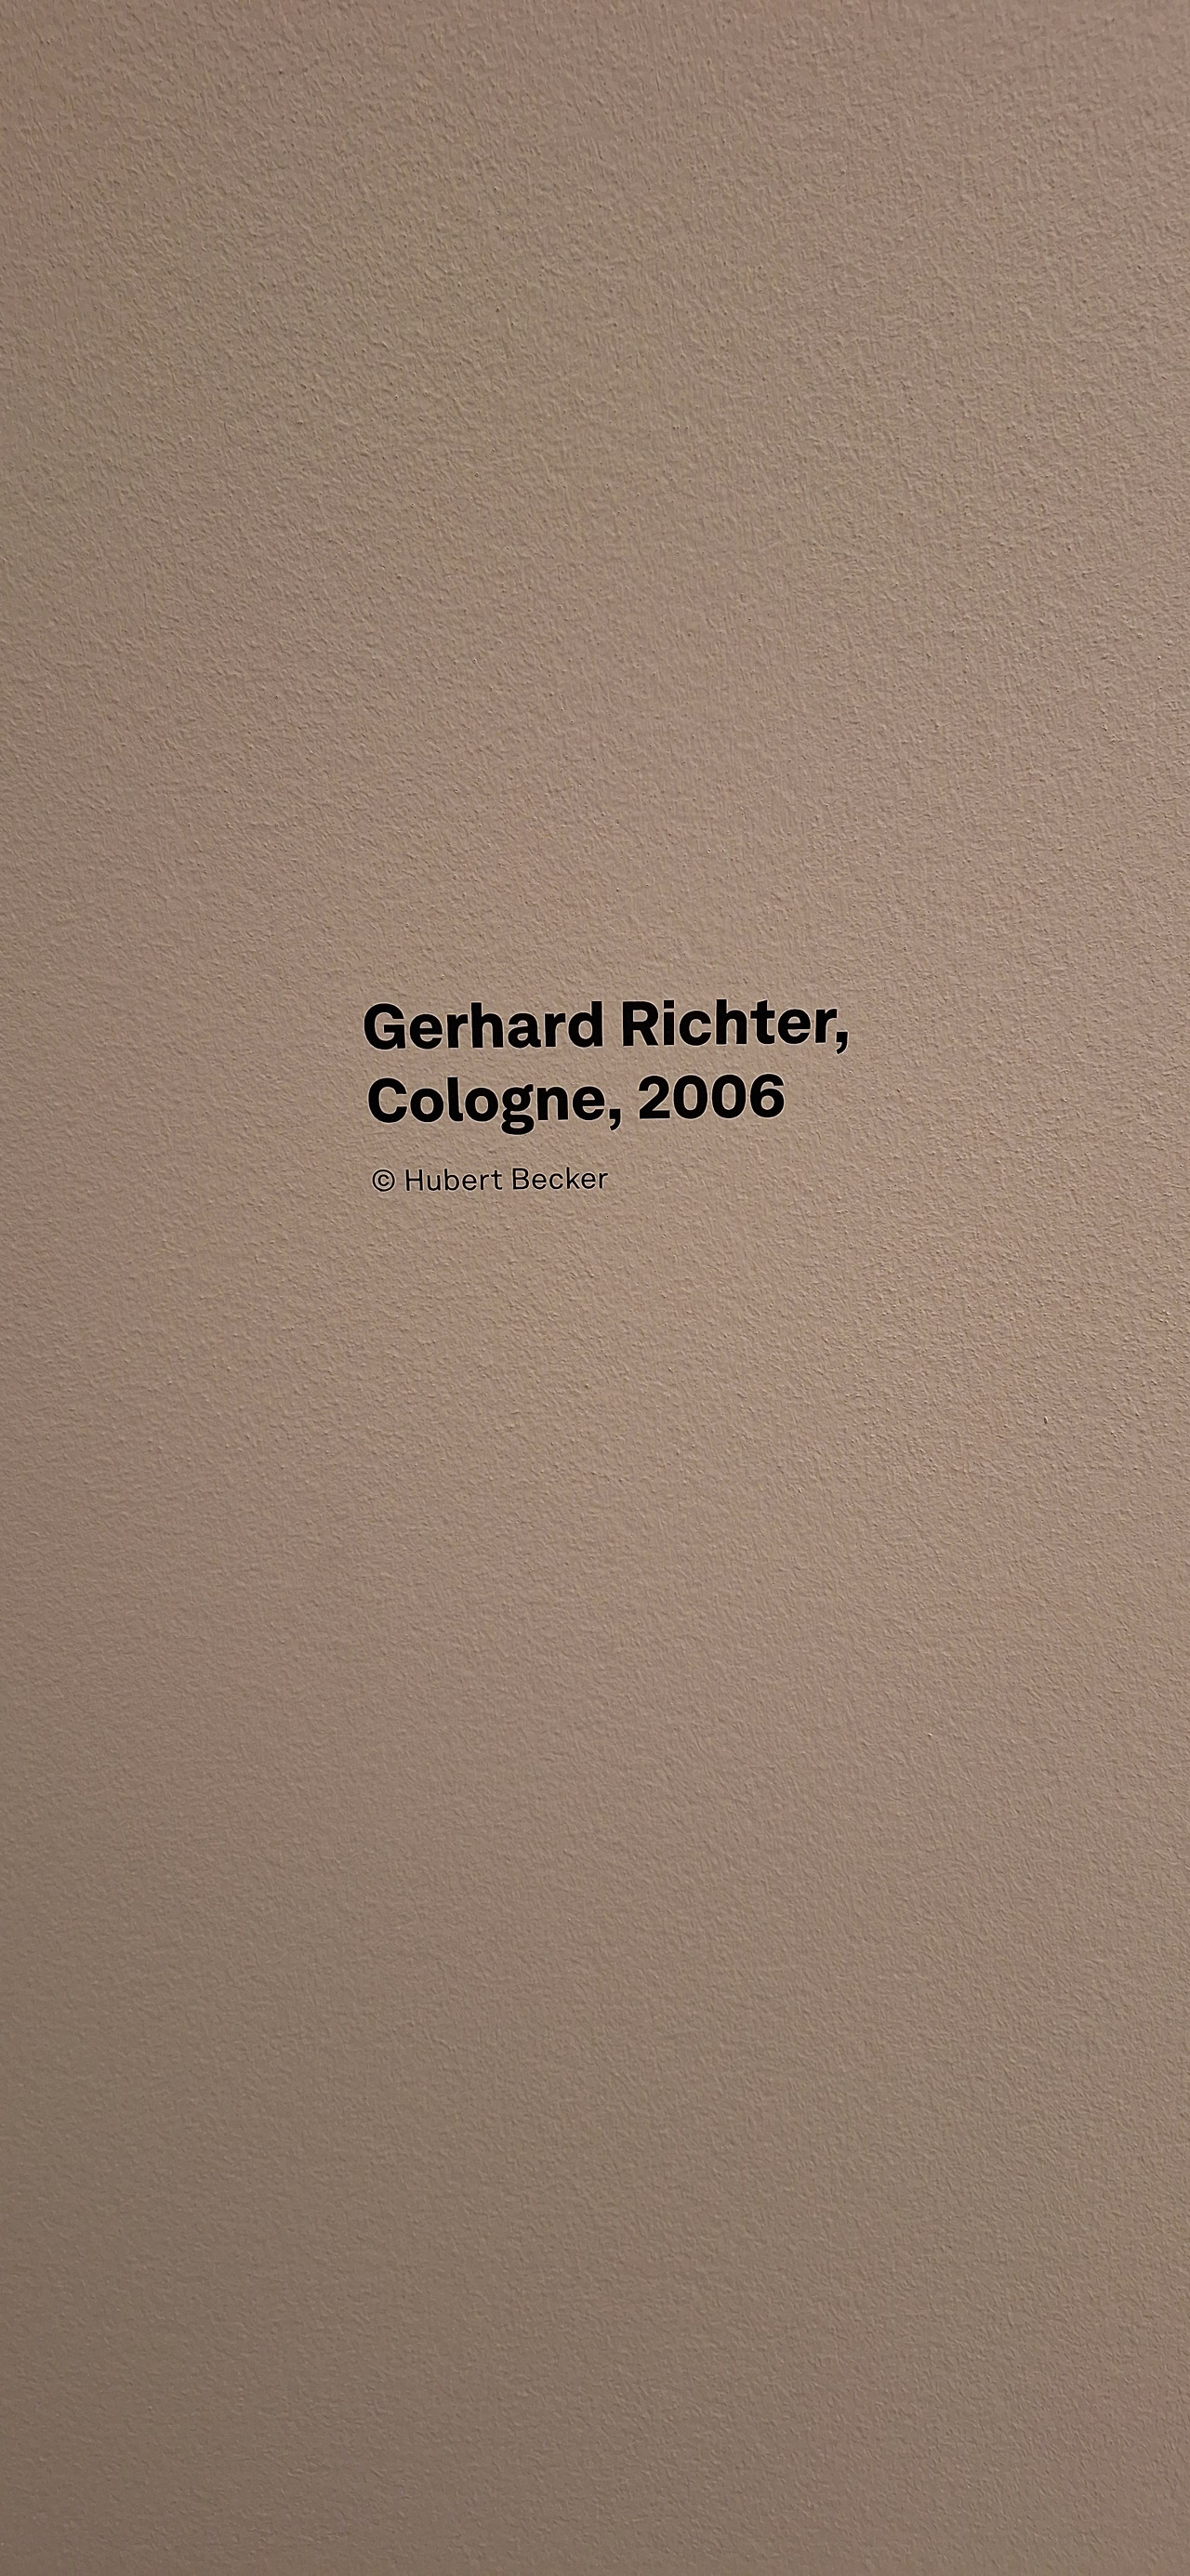 Gerhard Richter,
Cologne, 2006
© Hubert Becker